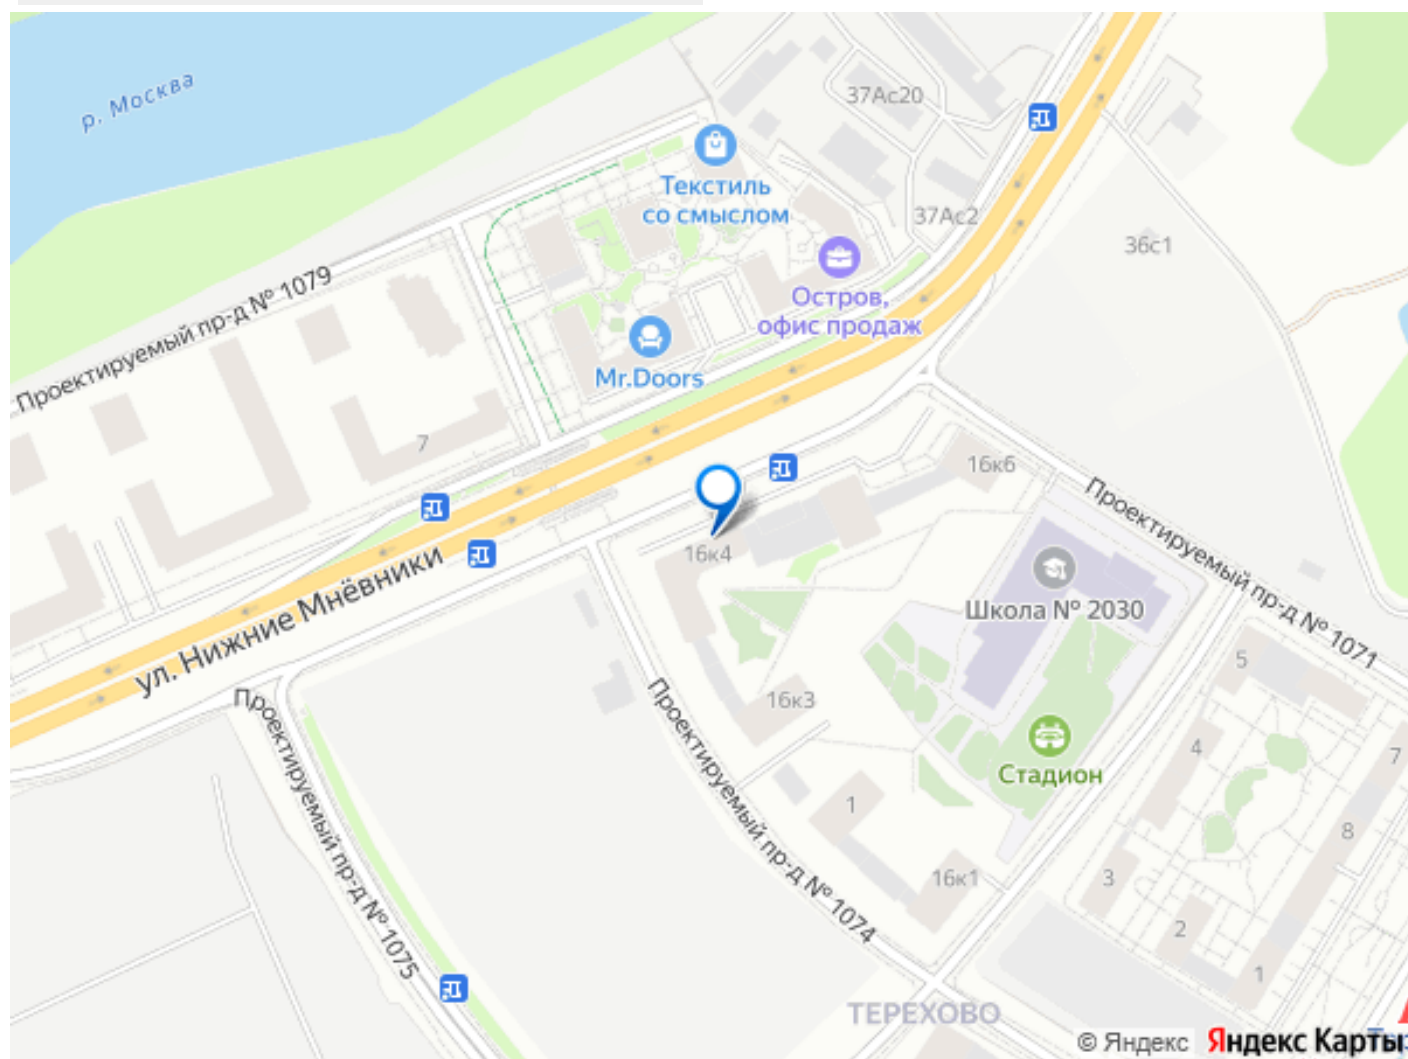 р. Москва
37Ас20
Текстиль
со смыслом
37Ас2
36с1
Остров,
офис продаж
Проектируемый пр-д № 1079
Mr.Doors
7
16к6
Проектируемый пр-д № 1071
16к4
ул. Нижние Мнёвники
Школа № 2030
5
Проектируемый пр-д № 1075
Проектируемый пр-д № 1074
16к3
Стадион
4
7
1
8
16к1
3
2
1
ТЕРЕХОВО
© Яндекс
Яндекс Карты